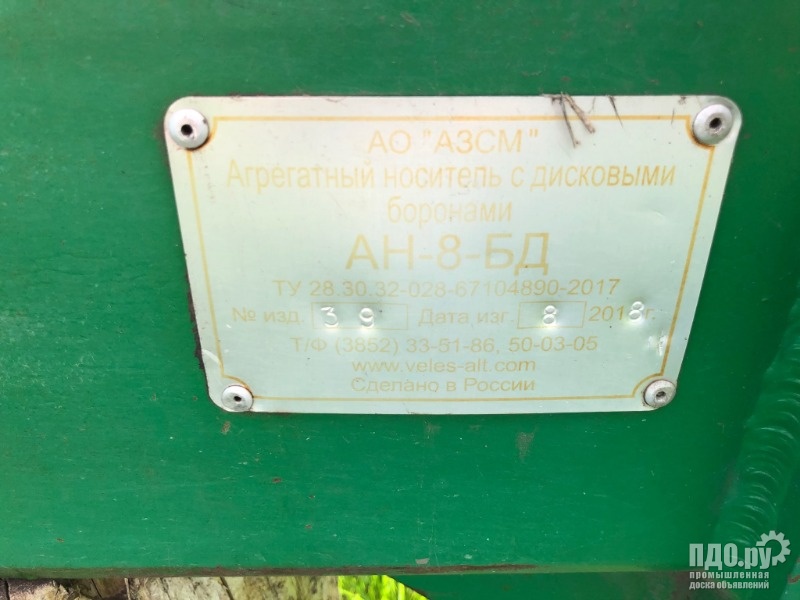 АО "АЗСМ"
Агрегатный носитель с дисковыми
боронами
АН-8-БД
ТУ 28.30.32-028-67104890-2017
№ изд. 39 Дата изг. 8 2018г.
Т/Ф (3852) 33-51-86, 50-03-05
www.veles-alt.com
Сделано в России
ПДО.ру
промышленная
доска объявлений